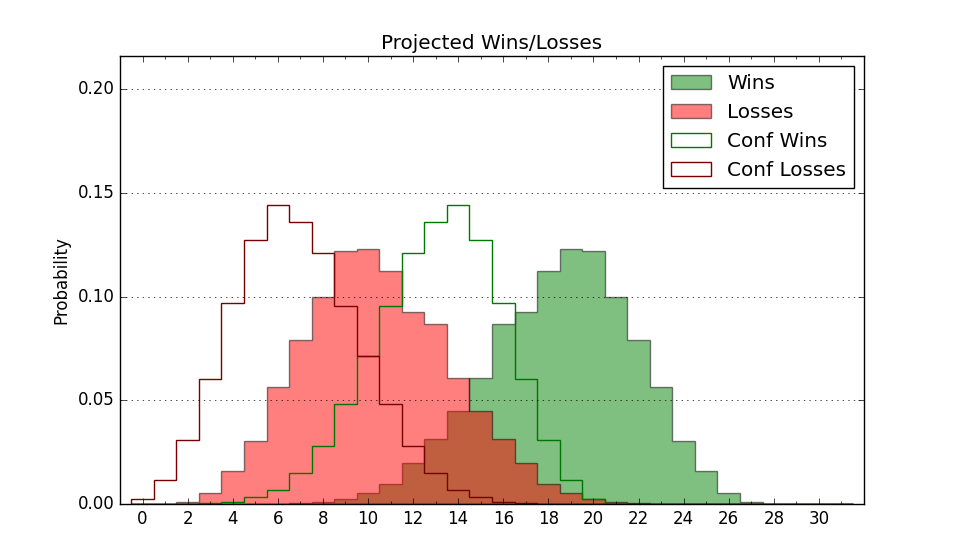 Projected Wins/Losses
Wins
Losses
Conf Wins
Conf Losses
Probability
0.20
0.15
0.10
0.05
0.00
0 2 4 6 8 10 12 14 16 18 20 22 24 26 28 30